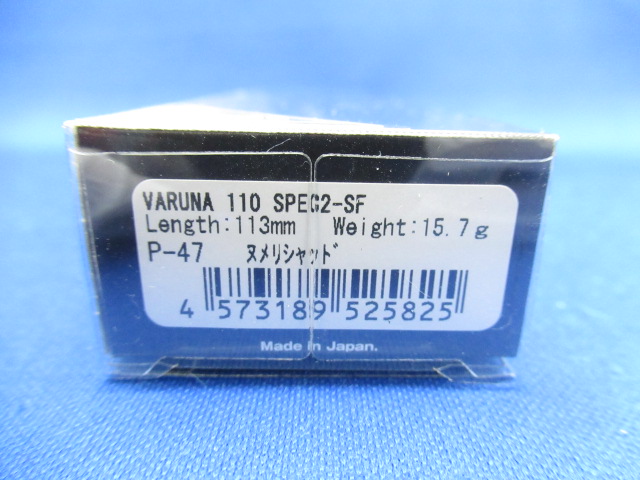 VARUNA 110 SPEC2-SF
Length:113mm Weight:15.7g
P-47 ヌメリシャッド
4 573189 525825
Made in Japan.